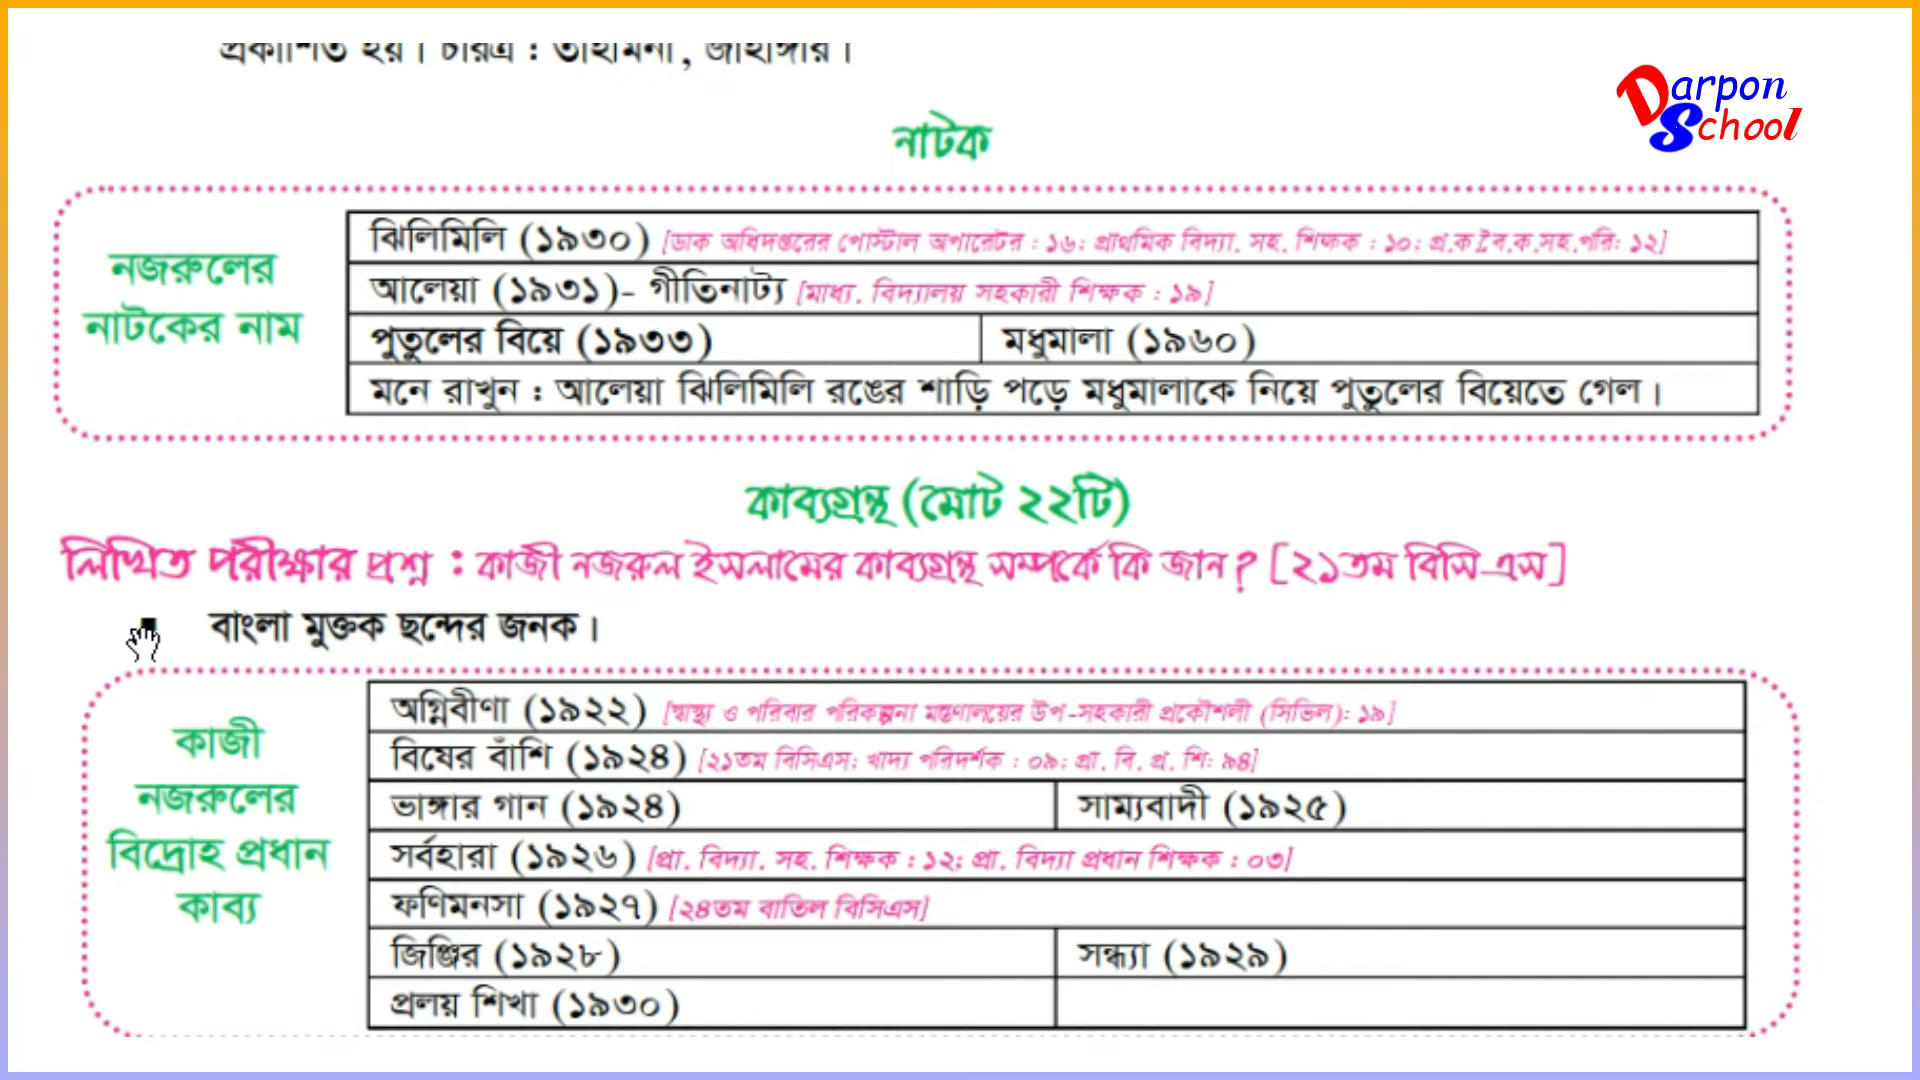 প্রকাশিত হয়। চরিত্র : তাহমিনা, জাহাঙ্গীর।
Darpon School
নাটক
নজরুলের
নাটকের নাম
ঝিলিমিলি (১৯৩০) [ডাক অধিদপ্তরের পোস্টাল অপারেটর : ১৬; প্রাথমিক বিদ্যা. সহ. শিক্ষক : ১০; প্র.ক.বৈ.ক.সহ.পরি: ১২]
আলেয়া (১৯৩১)- গীতিনাট্য [মাধ্য. বিদ্যালয় সহকারী শিক্ষক : ১৯]
পুতুলের বিয়ে (১৯৩৩) মধুমালা (১৯৬০)
মনে রাখুন : আলেয়া ঝিলিমিলি রঙের শাড়ি পড়ে মধুমালাকে নিয়ে পুতুলের বিয়েতে গেল।
কাব্যগ্রন্থ (মোট ২২টি)
লিখিত পরীক্ষার প্রশ্ন : কাজী নজরুল ইসলামের কাব্যগ্রন্থ সম্পর্কে কি জান? [২১তম বিসিএস]
বাংলা মুক্তক ছন্দের জনক।
কাজী
নজরুলের
বিদ্রোহ প্রধান
কাব্য
অগ্নিবীণা (১৯২২) [স্বাস্থ্য ও পরিবার পরিকল্পনা মন্ত্রণালয়ের উপ-সহকারী প্রকৌশলী (সিভিল): ১৯]
বিষের বাঁশি (১৯২৪) [২১তম বিসিএস; খাদ্য পরিদর্শক : ০৯; প্রা. বি. প্র. শি: ৯৪]
ভাঙ্গার গান (১৯২৪) সাম্যবাদী (১৯২৫)
সর্বহারা (১৯২৬) [প্রা. বিদ্যা. সহ. শিক্ষক : ১২; প্রা. বিদ্যা প্রধান শিক্ষক : ০৩]
ফণিমনসা (১৯২৭) [২৪তম বাতিল বিসিএস]
জিঞ্জির (১৯২৮) সন্ধ্যা (১৯২৯)
প্রলয় শিখা (১৯৩০)